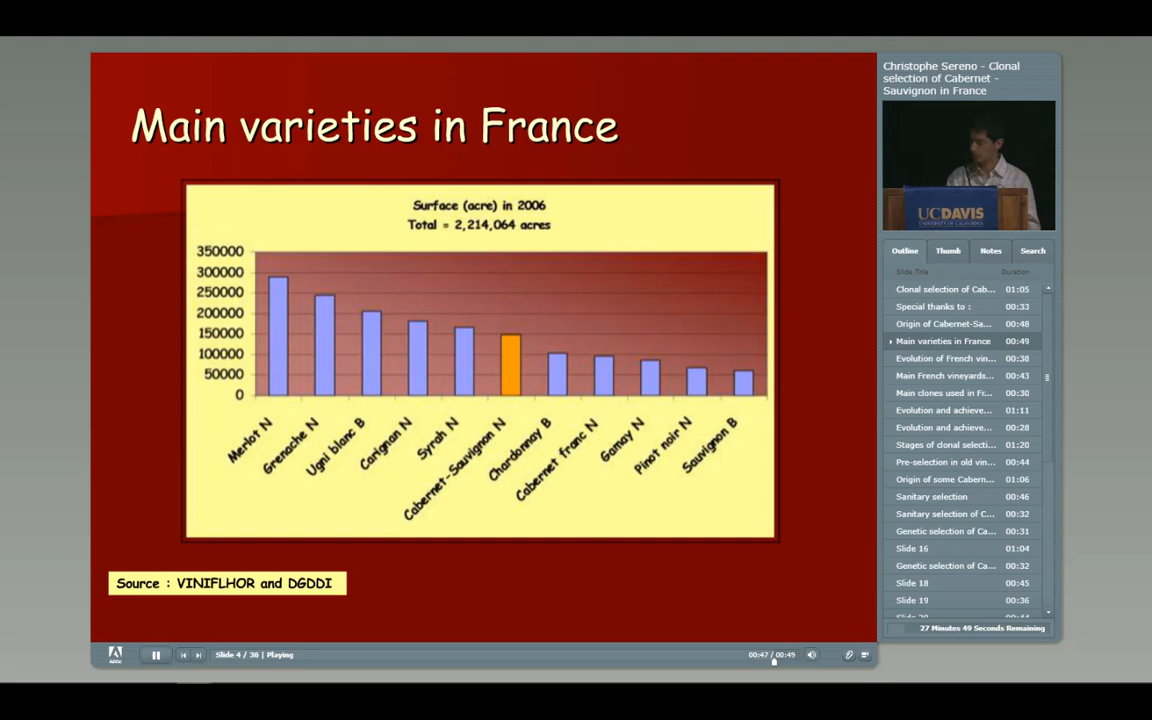 Main varieties in France
Surface (acre) in 2006
Total = 2,214,064 acres
350000
300000
250000
200000
150000
100000
50000
0
Merlot N
Grenache N
Ugni blanc B
Carignan N
Syrah N
Cabernet-Sauvignon N
Chardonnay B
Cabernet franc N
Gamay N
Pinot noir N
Sauvignon B
Source : VINIFLHOR and DGDDI
Slide 4 / 36 | Playing
00:47 / 00:49
Christophe Sereno - Clonal
selection of Cabernet -
Sauvignon in France
UCDAVIS
UNIVERSITY OF CALIFORNIA
Outline Thumb Notes Search
Slide Title Duration
Clonal selection of Cab... 01:05
Special thanks to : 00:33
Origin of Cabernet-Sa... 00:48
Main varieties in France 00:49
Evolution of French vin... 00:38
Main French vineyards... 00:43
Main clones used in Fr... 00:30
Evolution and achieve... 01:11
Evolution and achieve... 00:28
Stages of clonal selecti... 01:20
Pre-selection in old vin... 00:44
Origin of some Cabern... 01:06
Sanitary selection 00:46
Sanitary selection of C... 00:32
Genetic selection of Ca... 00:31
Slide 16 01:04
Genetic selection of Ca... 00:32
Slide 18 00:45
Slide 19 00:36
27 Minutes 49 Seconds Remaining